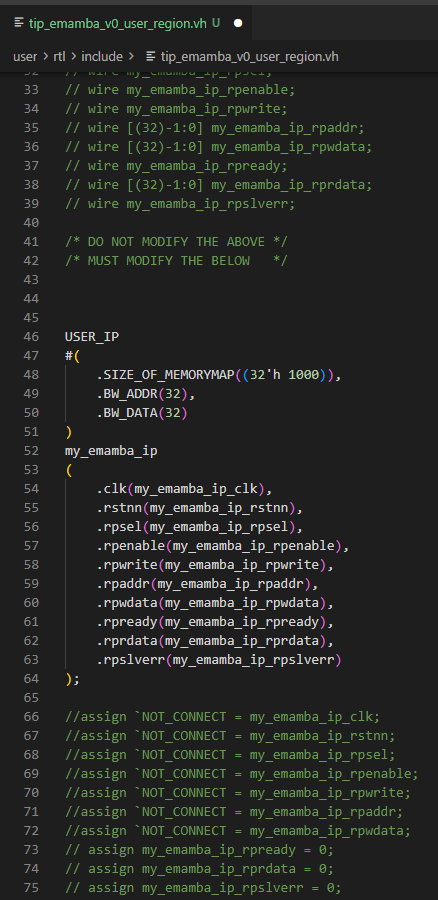 tip_emamba_v0_user_region.vh U
user > rtl > include > tip_emamba_v0_user_region.vh
32 // wire my_emamba_ip_rpsel;
33 // wire my_emamba_ip_rpenable;
34 // wire my_emamba_ip_rpwrite;
35 // wire [(32)-1:0] my_emamba_ip_rpaddr;
36 // wire [(32)-1:0] my_emamba_ip_rpwdata;
37 // wire my_emamba_ip_rpready;
38 // wire [(32)-1:0] my_emamba_ip_rprdata;
39 // wire my_emamba_ip_rpslverr;
40
41 /* DO NOT MODIFY THE ABOVE */
42 /* MUST MODIFY THE BELOW   */
43
44
45
46 USER_IP
47 #(
48     .SIZE_OF_MEMORYMAP((32'h 1000)),
49     .BW_ADDR(32),
50     .BW_DATA(32)
51 )
52 my_emamba_ip
53 (
54     .clk(my_emamba_ip_clk),
55     .rstnn(my_emamba_ip_rstnn),
56     .rpsel(my_emamba_ip_rpsel),
57     .rpenable(my_emamba_ip_rpenable),
58     .rpwrite(my_emamba_ip_rpwrite),
59     .rpaddr(my_emamba_ip_rpaddr),
60     .rpwdata(my_emamba_ip_rpwdata),
61     .rpready(my_emamba_ip_rpready),
62     .rprdata(my_emamba_ip_rprdata),
63     .rpslverr(my_emamba_ip_rpslverr)
64 );
65
66 //assign `NOT_CONNECT = my_emamba_ip_clk;
67 //assign `NOT_CONNECT = my_emamba_ip_rstnn;
68 //assign `NOT_CONNECT = my_emamba_ip_rpsel;
69 //assign `NOT_CONNECT = my_emamba_ip_rpenable;
70 //assign `NOT_CONNECT = my_emamba_ip_rpwrite;
71 //assign `NOT_CONNECT = my_emamba_ip_rpaddr;
72 //assign `NOT_CONNECT = my_emamba_ip_rpwdata;
73 // assign my_emamba_ip_rpready = 0;
74 // assign my_emamba_ip_rprdata = 0;
75 // assign my_emamba_ip_rpslverr = 0;